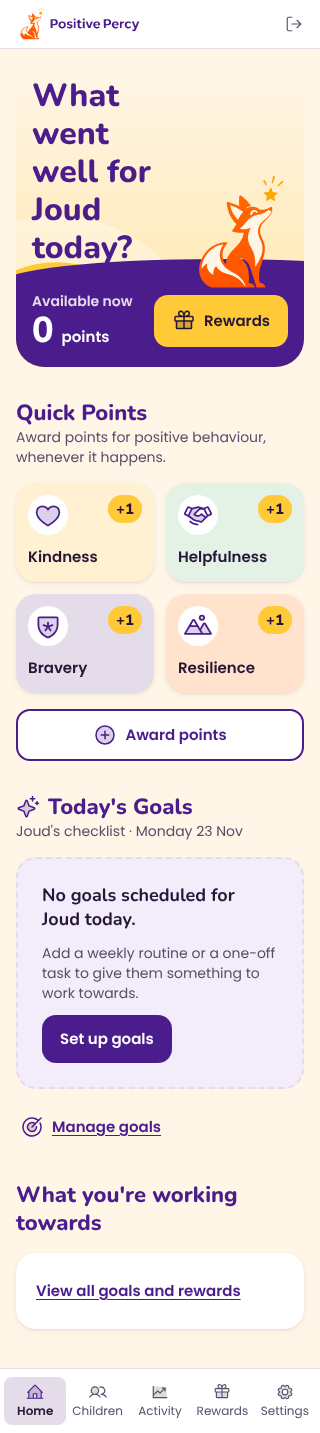 Positive Percy
What
went
well for
Joud
today?
Available now
0 points
Rewards
Quick Points
Award points for positive behaviour,
whenever it happens.
+1
Kindness
+1
Helpfulness
+1
Bravery
+1
Resilience
Award points
Today's Goals
Joud's checklist · Monday 23 Nov
No goals scheduled for
Joud today.
Add a weekly routine or a one-off
task to give them something to
work towards.
Set up goals
Manage goals
What you're working
towards
View all goals and rewards
Home
Children
Activity
Rewards
Settings